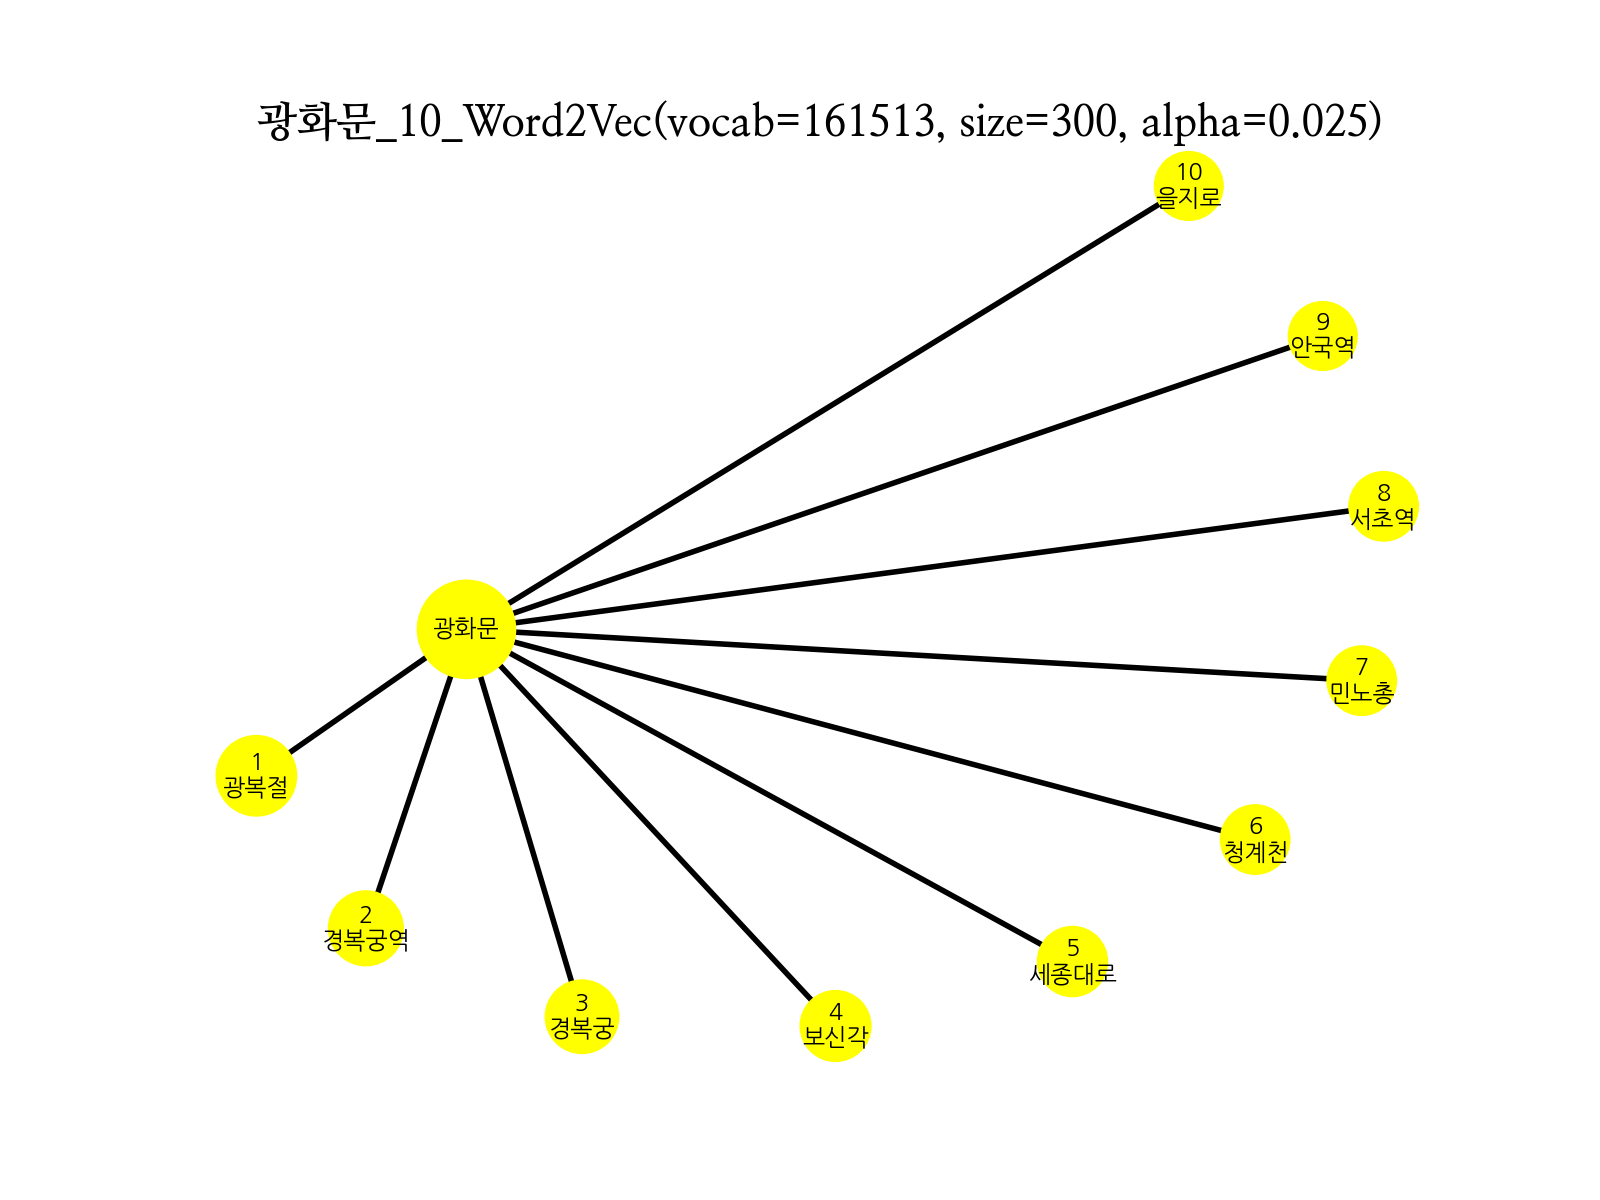 광화문_10_Word2Vec(vocab=161513, size=300, alpha=0.025)
10
을지로
9
안국역
8
서초역
광화문
7
민노총
1
광복절
6
청계천
2
경복궁역
5
세종대로
3
경복궁
4
보신각